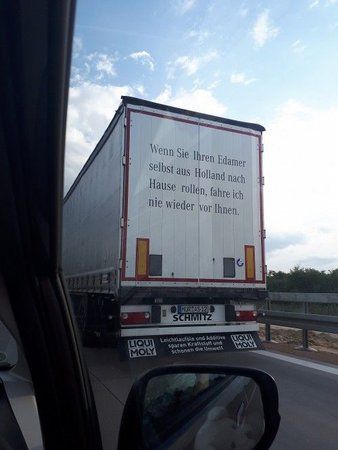 Wenn Sie Ihren Edamer
selbst aus Holland nach
Hause rollen, fahre ich
nie wieder vor Ihnen.
SCHMITZ
LIQUI
MOLY
Leichtlauföle und Additive
sparen Kraftstoff und
schonen die Umwelt
LIQUI
MOLY